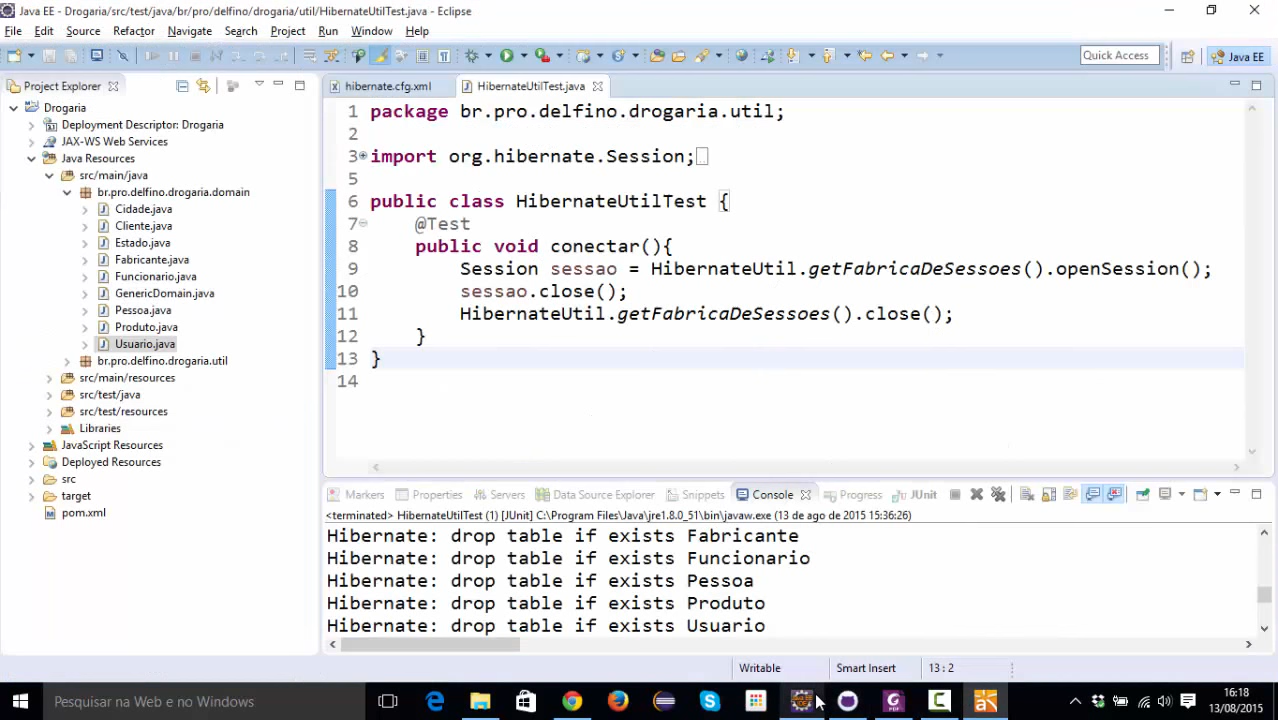 Java EE - Drogaria/src/test/java/br/pro/delfino/drogaria/util/HibernateUtilTest.java - Eclipse
File Edit Source Refactor Navigate Search Project Run Window Help
Quick Access
Java EE
Project Explorer
Drogaria
Deployment Descriptor: Drogaria
JAX-WS Web Services
Java Resources
src/main/java
br.pro.delfino.drogaria.domain
Cidade.java
Cliente.java
Estado.java
Fabricante.java
Funcionario.java
GenericDomain.java
Pessoa.java
Produto.java
Usuario.java
br.pro.delfino.drogaria.util
src/main/resources
src/test/java
src/test/resources
Libraries
JavaScript Resources
Deployed Resources
src
target
pom.xml
hibernate.cfg.xml HibernateUtilTest.java
1 package br.pro.delfino.drogaria.util;
2
3 import org.hibernate.Session;
5
6 public class HibernateUtilTest {
7 @Test
8 public void conectar(){
9 Session sessao = HibernateUtil.getFabricaDeSessoes().openSession();
10 sessao.close();
11 HibernateUtil.getFabricaDeSessoes().close();
12 }
13 }
14
Markers Properties Servers Data Source Explorer Snippets Console Progress JUnit
<terminated> HibernateUtilTest (1) [JUnit] C:\Program Files\Java\jre1.8.0_51\bin\javaw.exe (13 de ago de 2015 15:36:26)
Hibernate: drop table if exists Fabricante
Hibernate: drop table if exists Funcionario
Hibernate: drop table if exists Pessoa
Hibernate: drop table if exists Produto
Hibernate: drop table if exists Usuario
Writable Smart Insert 13 : 2
Pesquisar na Web e no Windows
16:18
13/08/2015